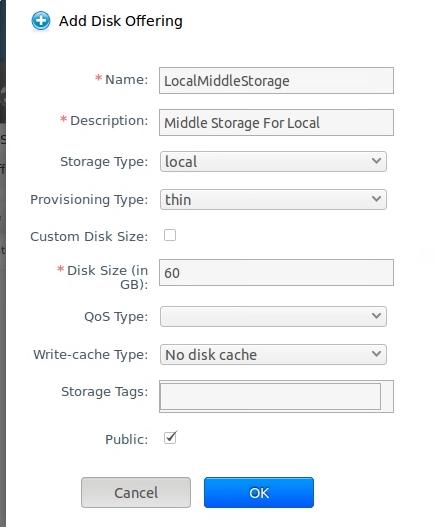 Add Disk Offering
*Name: LocalMiddleStorage
*Description: Middle Storage For Local
Storage Type: local
Provisioning Type: thin
Custom Disk Size:
*Disk Size (in GB): 60
QoS Type:
Write-cache Type: No disk cache
Storage Tags:
Public:
Cancel OK